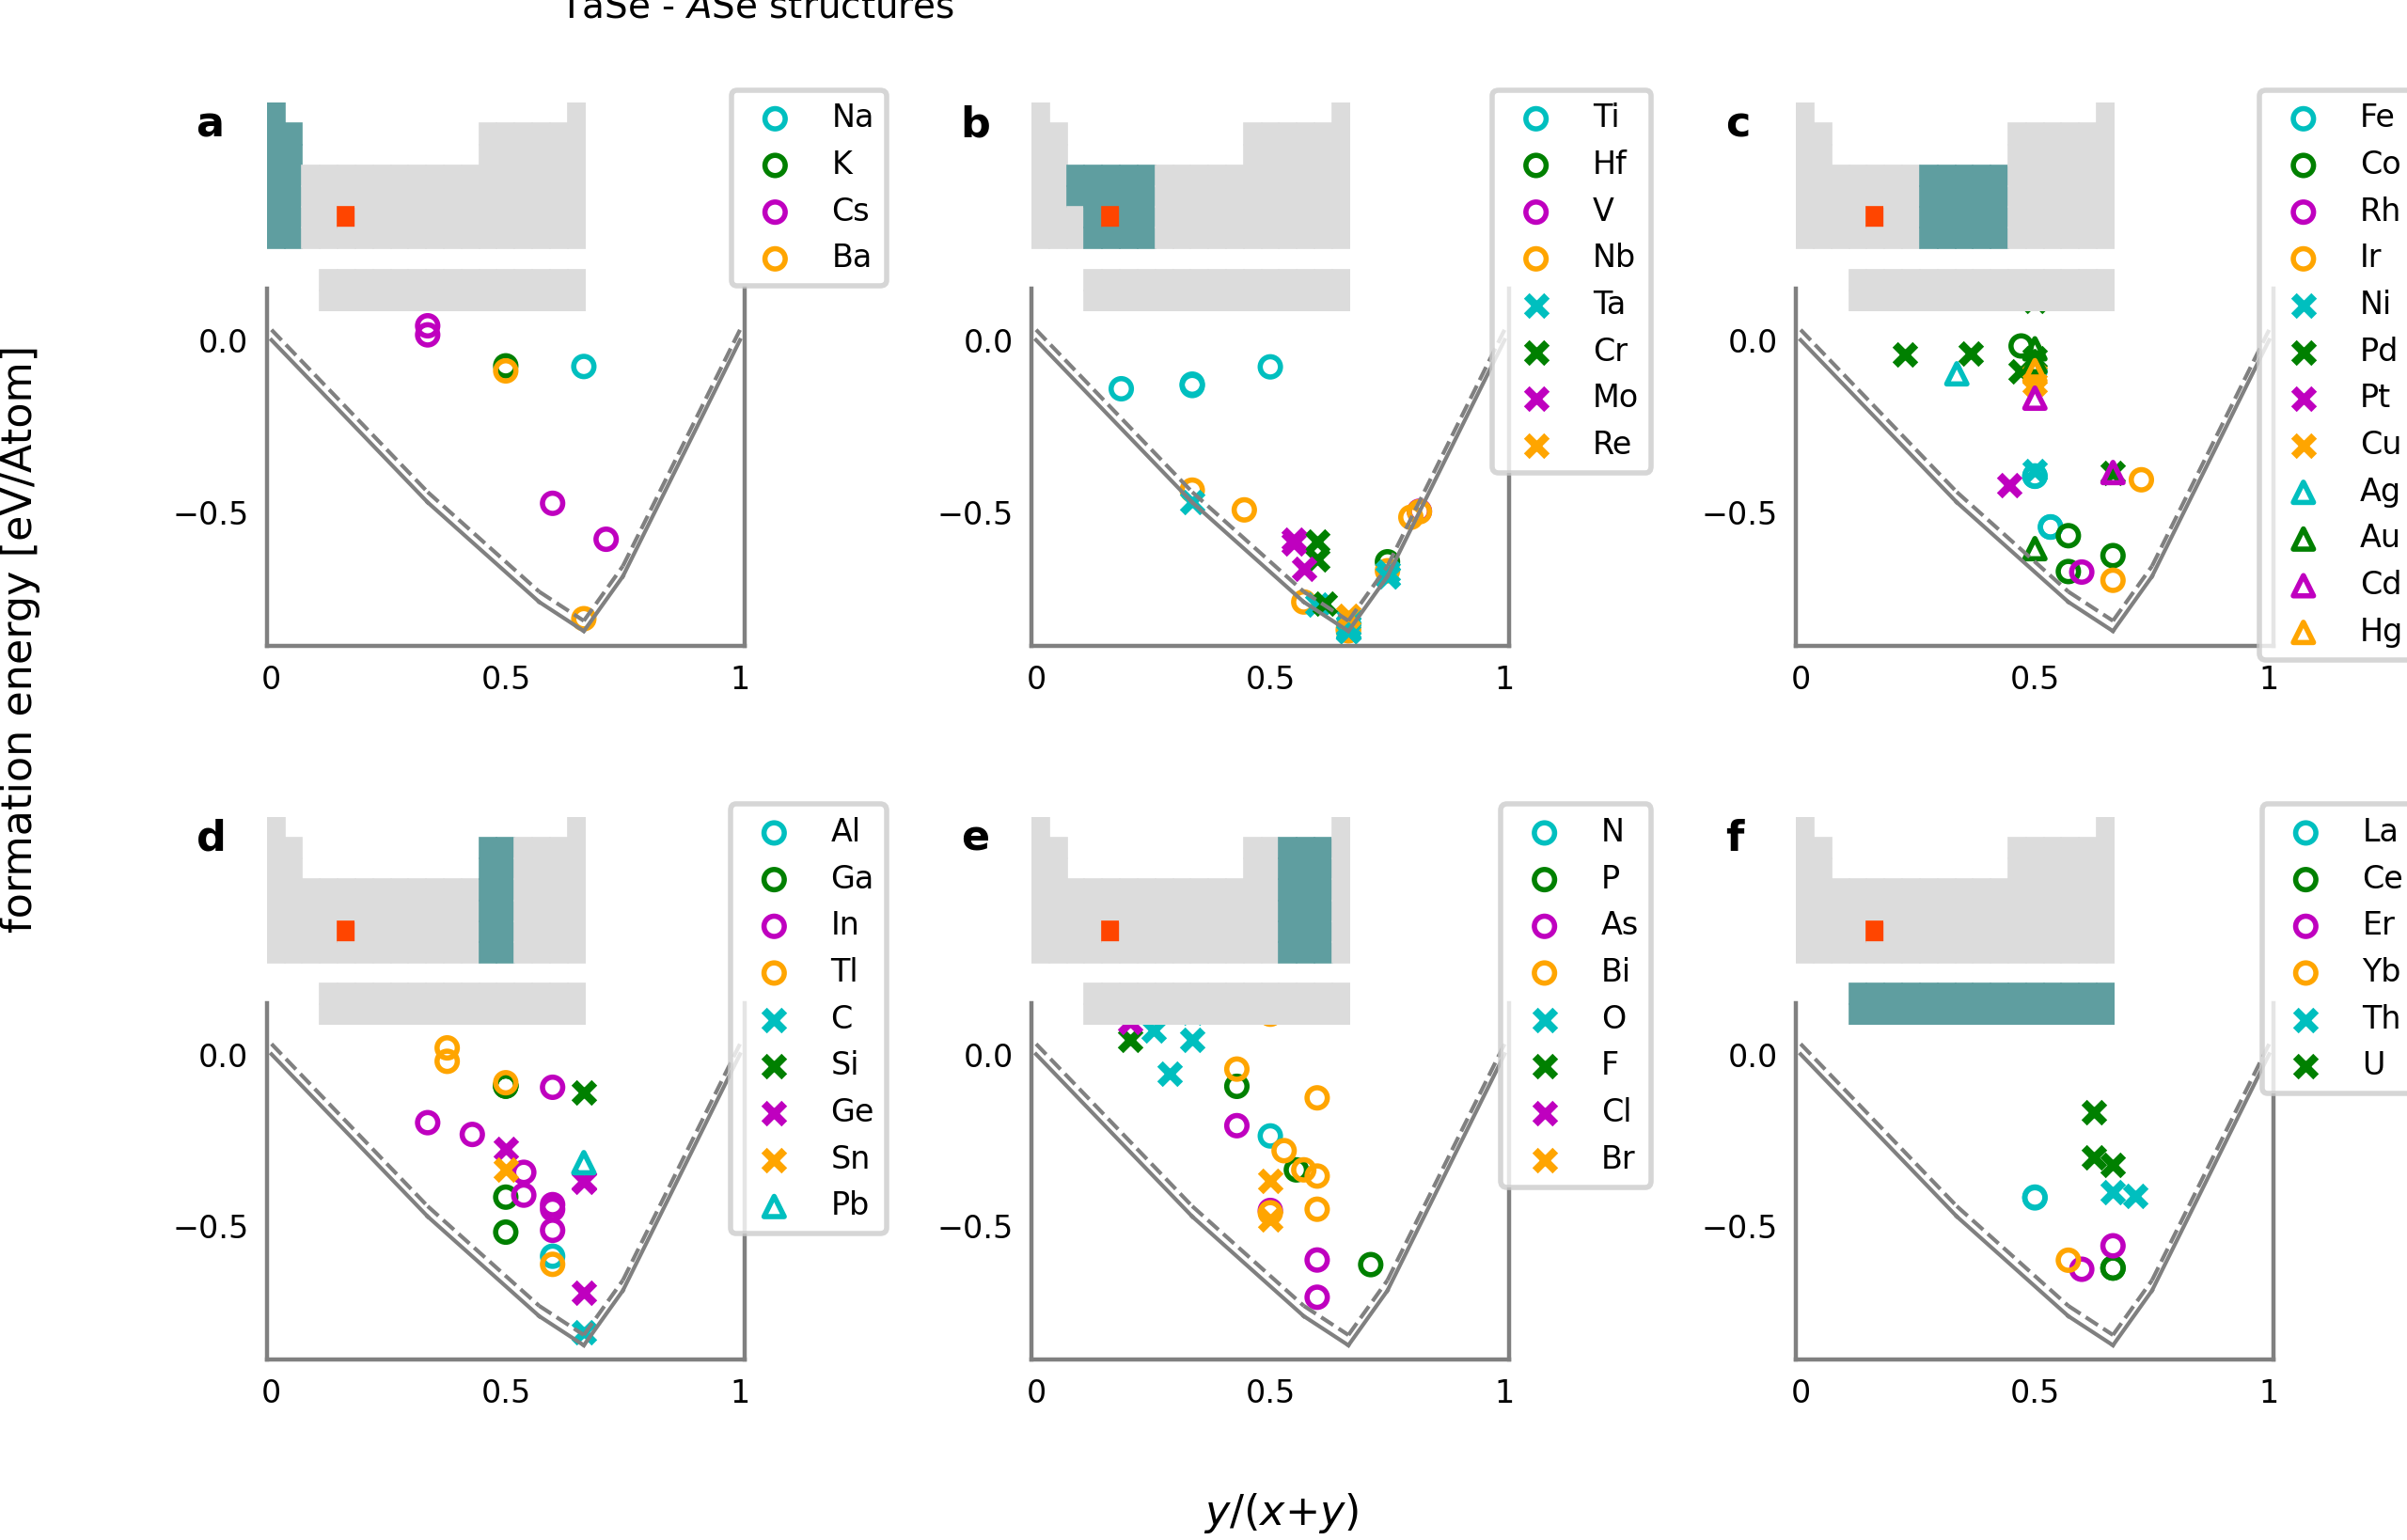 TaSe - ASe structures
formation energy [eV/Atom]
a
Na
K
Cs
Ba
0.0
−0.5
0
0.5
1
b
Ti
Hf
V
Nb
Ta
Cr
Mo
Re
0.0
−0.5
0
0.5
1
c
Fe
Co
Rh
Ir
Ni
Pd
Pt
Cu
Ag
Au
Cd
Hg
0.0
−0.5
0
0.5
1
d
Al
Ga
In
Tl
C
Si
Ge
Sn
Pb
0.0
−0.5
0
0.5
1
e
N
P
As
Bi
O
F
Cl
Br
0.0
−0.5
0
0.5
1
f
La
Ce
Er
Yb
Th
U
0.0
−0.5
0
0.5
1
y/(x+y)